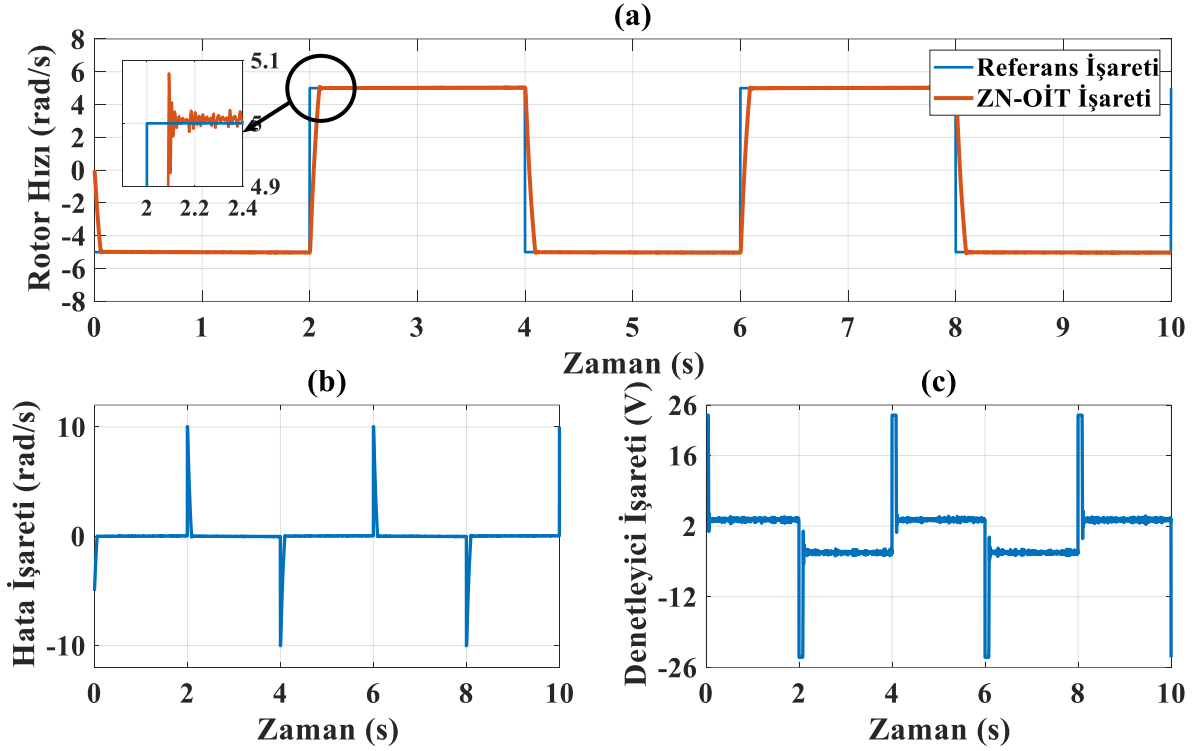 (a)
Rotor Hızı (rad/s)
8
6
4
2
0
-2
-4
-6
-8
5.1
5
4.9
2
2.2
2.4
Referans İşareti
ZN-OİT İşareti
0 1 2 3 4 5 6 7 8 9 10
Zaman (s)
(b)
Hata İşareti (rad/s)
10
0
-10
0 2 4 6 8 10
Zaman (s)
(c)
Denetleyici İşareti (V)
26
16
2
-12
-26
0 2 4 6 8 10
Zaman (s)